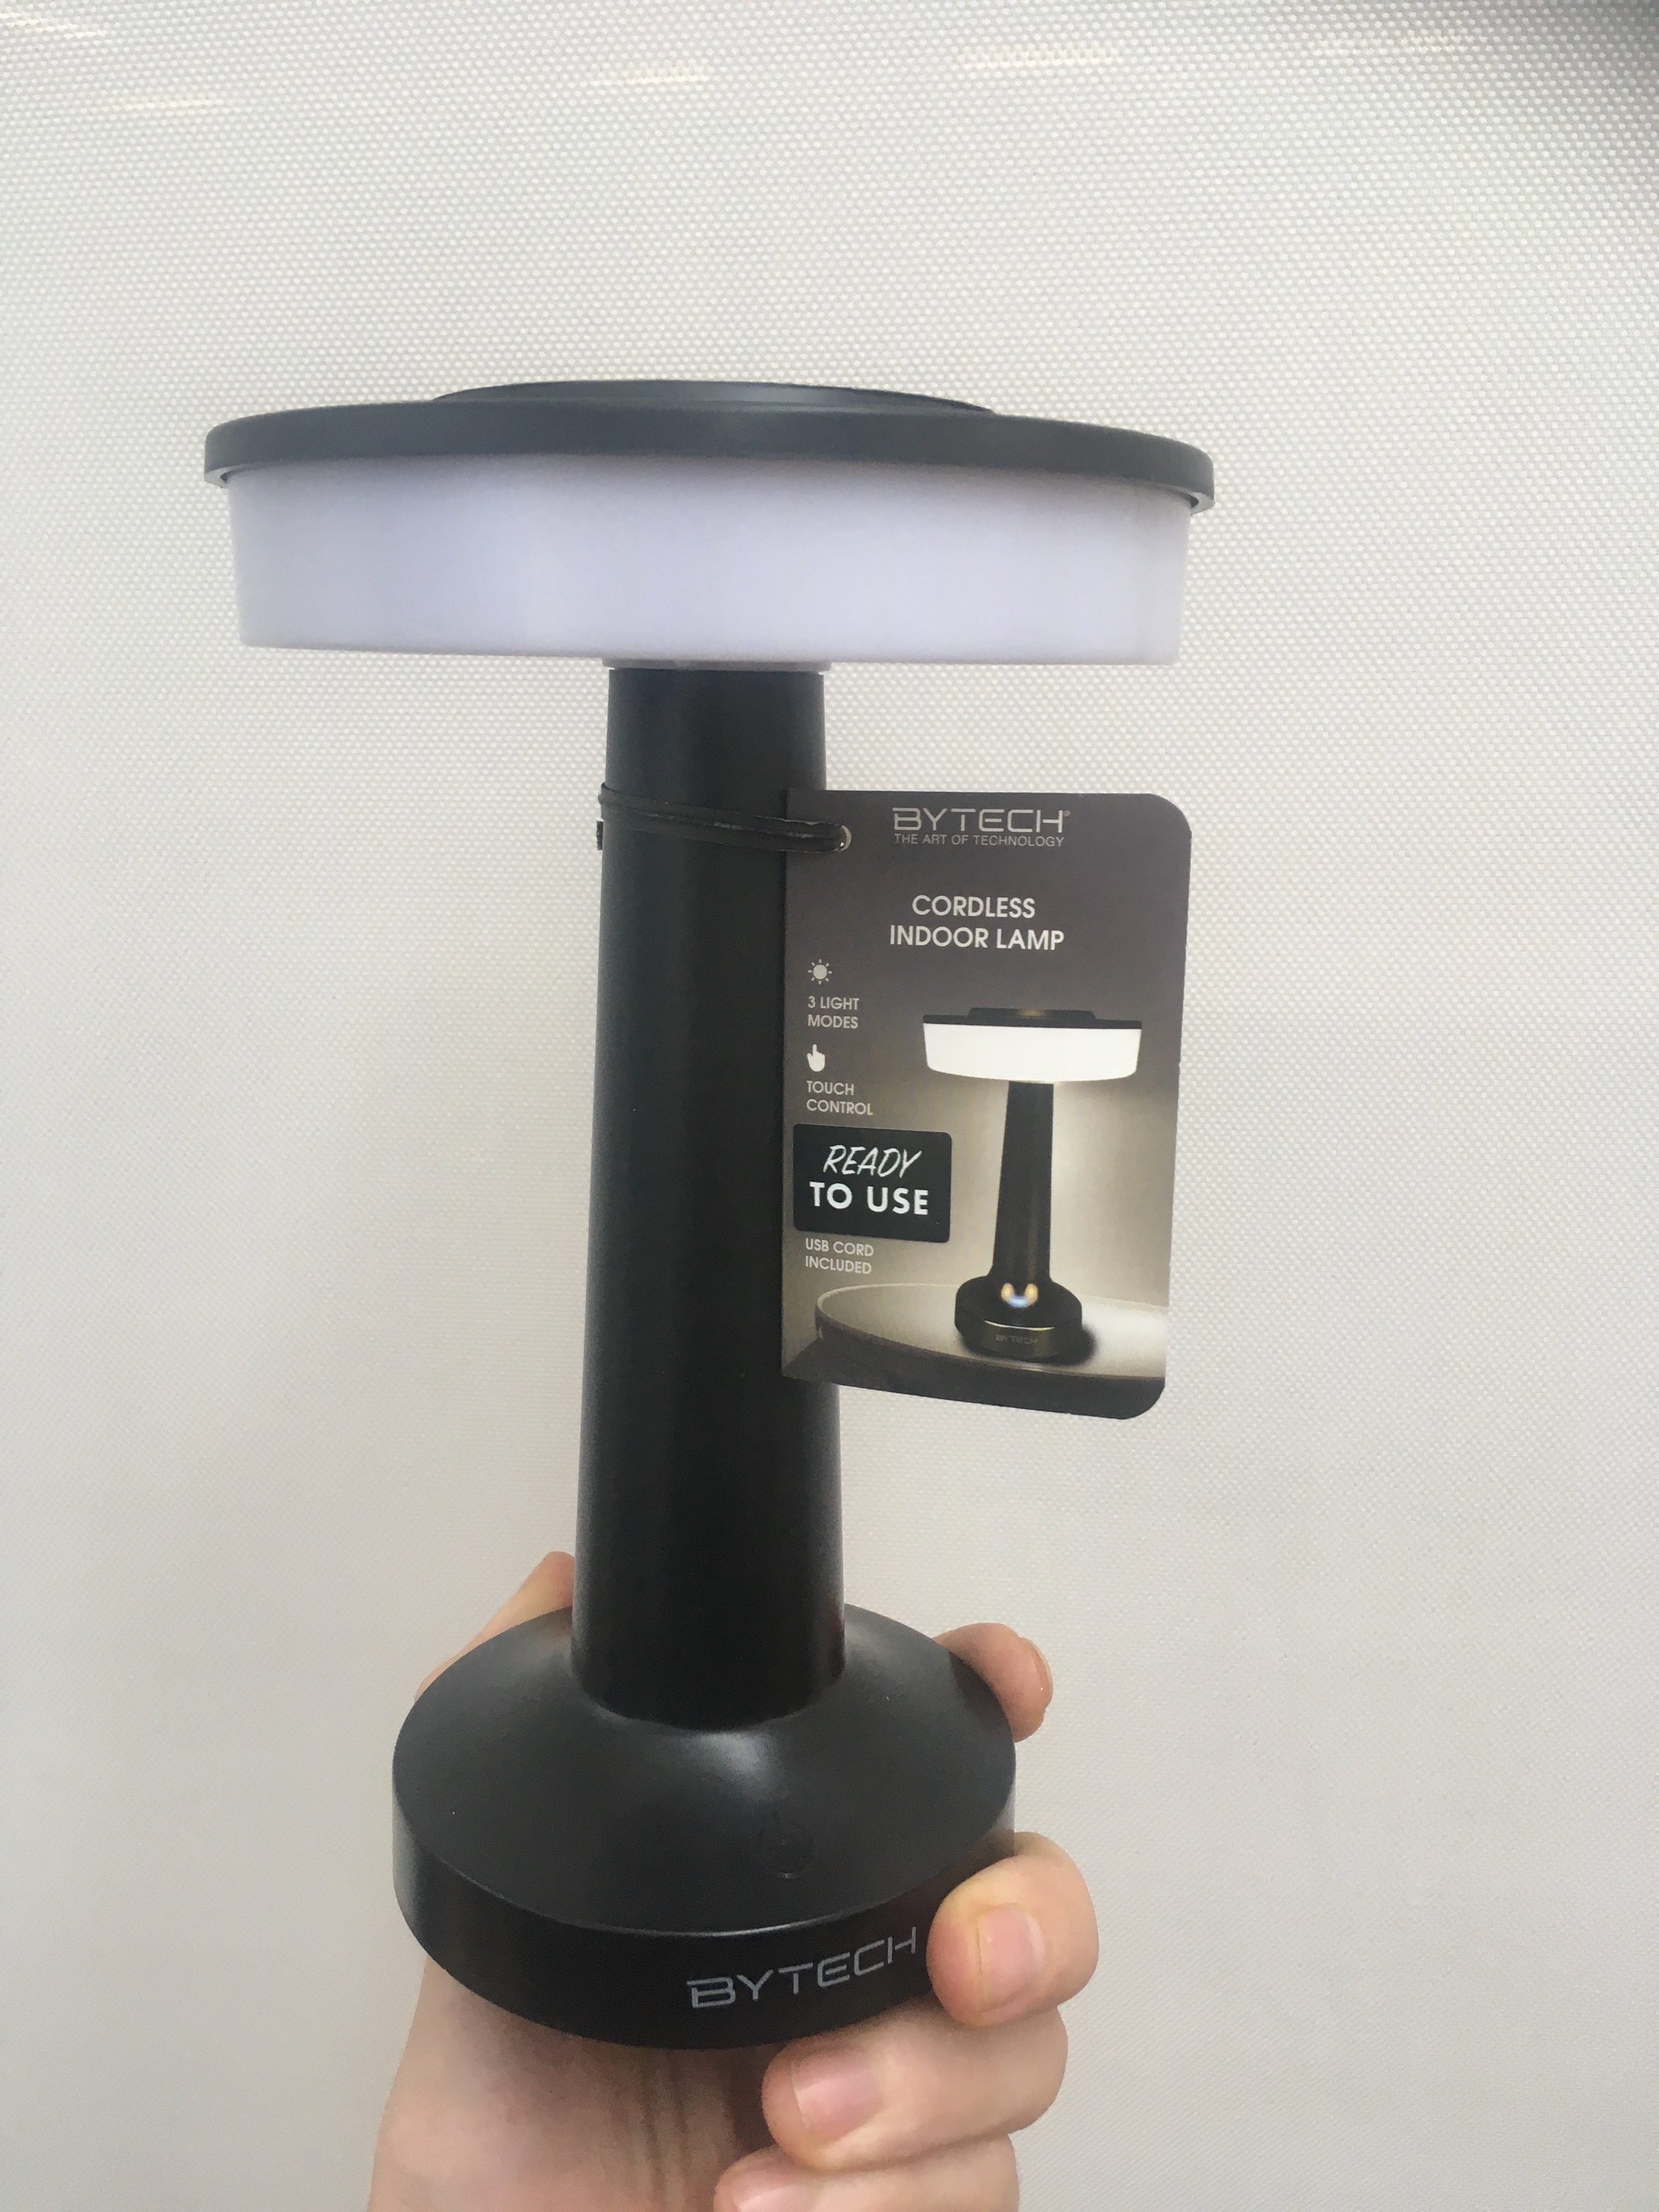 BYTECH®
THE ART OF TECHNOLOGY
CORDLESS
INDOOR LAMP
3 LIGHT
MODES
TOUCH
CONTROL
READY
TO USE
USB CORD
INCLUDED
BYTECH
BYTECH